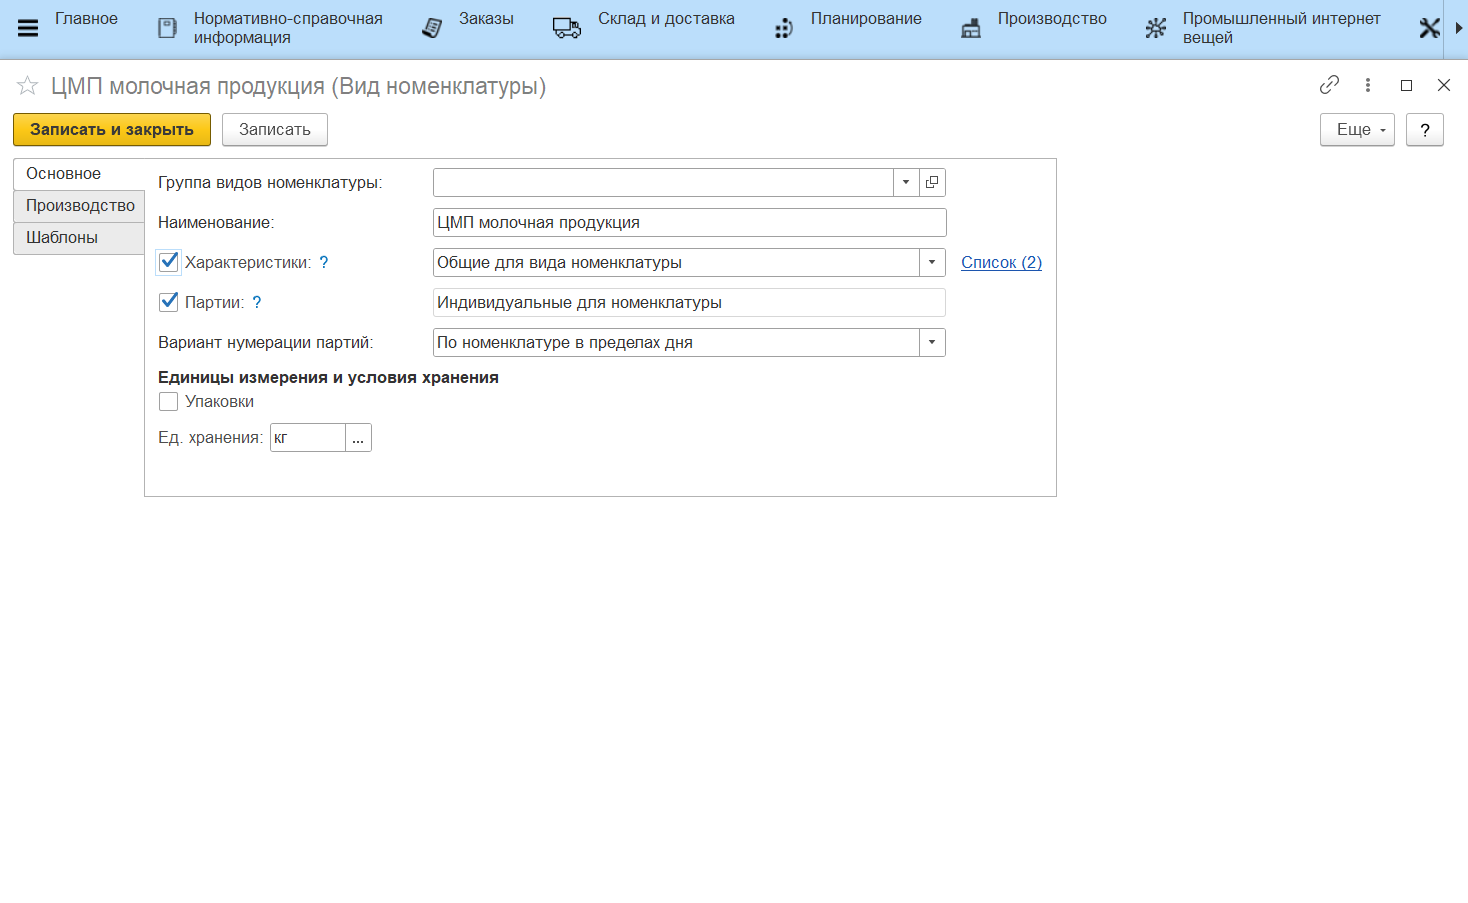 Главное
Нормативно-справочная
информация
Заказы
Склад и доставка
Планирование
Производство
Промышленный интернет
вещей
ЦМП молочная продукция (Вид номенклатуры)
Записать и закрыть
Записать
Еще
?
Основное
Производство
Шаблоны
Группа видов номенклатуры:
Наименование:
ЦМП молочная продукция
Характеристики: ?
Общие для вида номенклатуры
Список (2)
Партии: ?
Индивидуальные для номенклатуры
Вариант нумерации партий:
По номенклатуре в пределах дня
Единицы измерения и условия хранения
Упаковки
Ед. хранения:
кг
...